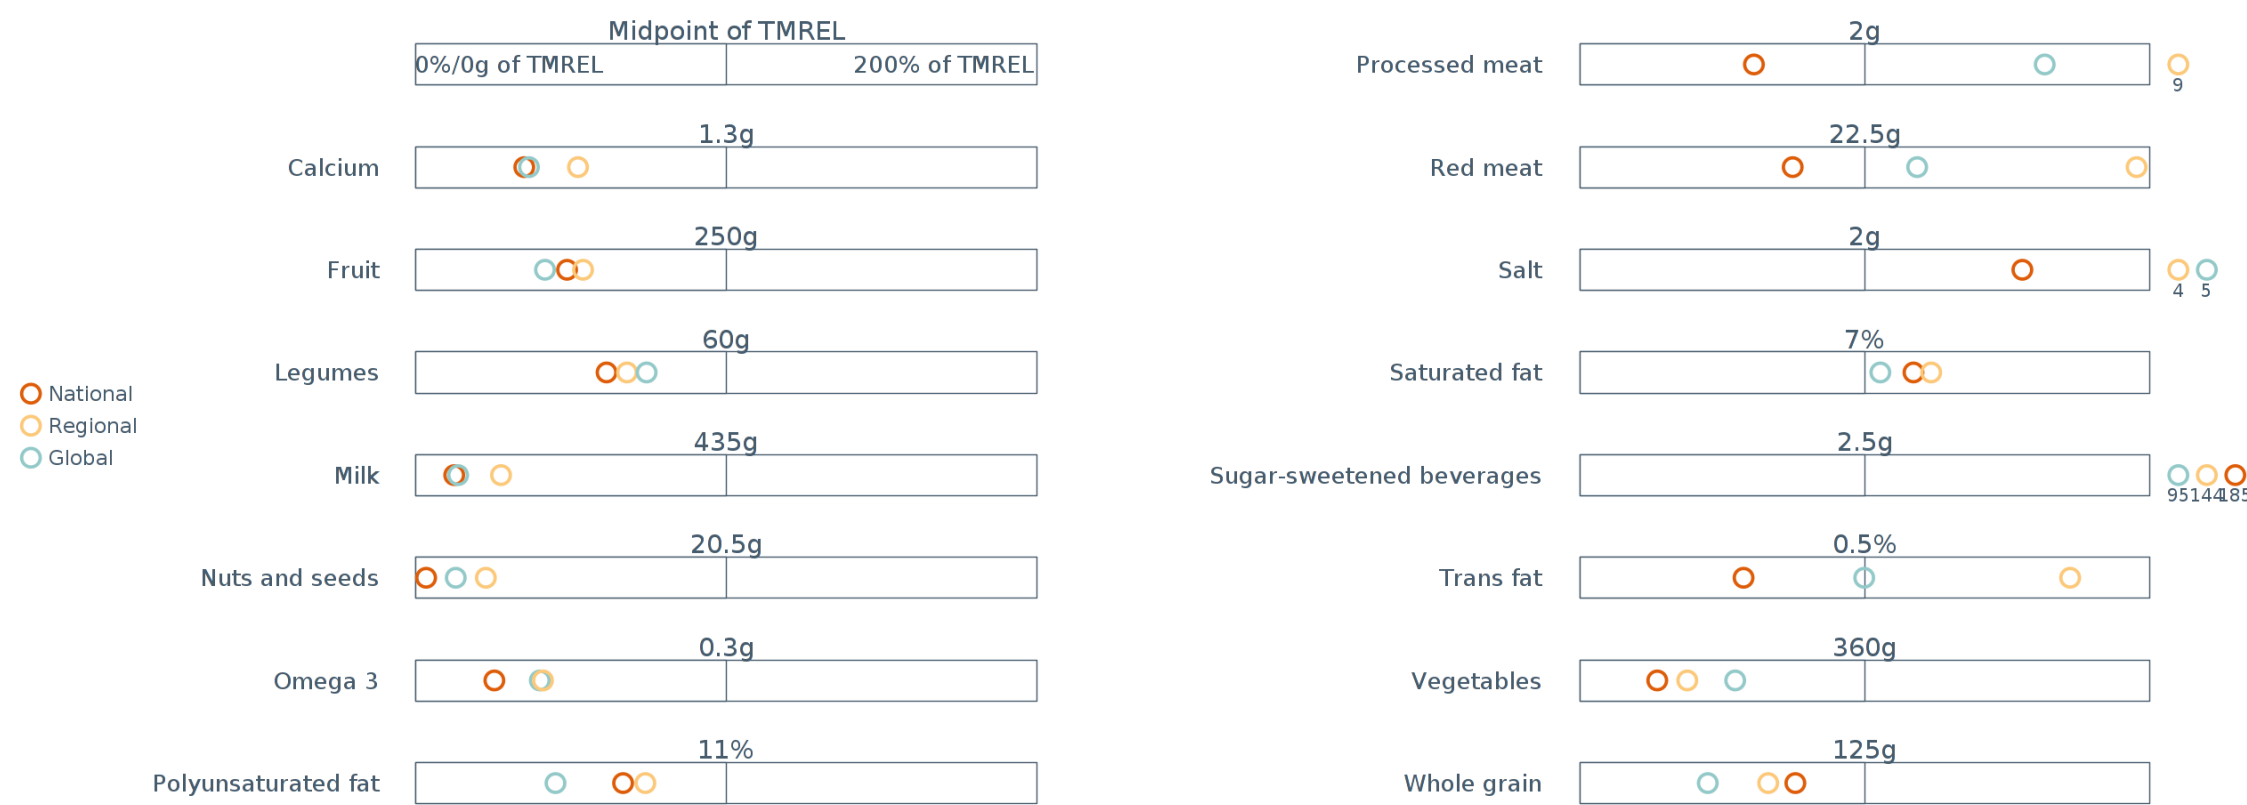 Midpoint of TMREL
0%/0g of TMREL
200% of TMREL
1.3g
Calcium
250g
Fruit
60g
Legumes
National
Regional
Global
435g
Milk
20.5g
Nuts and seeds
0.3g
Omega 3
11%
Polyunsaturated fat
2g
Processed meat
9
22.5g
Red meat
2g
Salt
4 5
7%
Saturated fat
2.5g
Sugar-sweetened beverages
95 144 185
0.5%
Trans fat
360g
Vegetables
125g
Whole grain